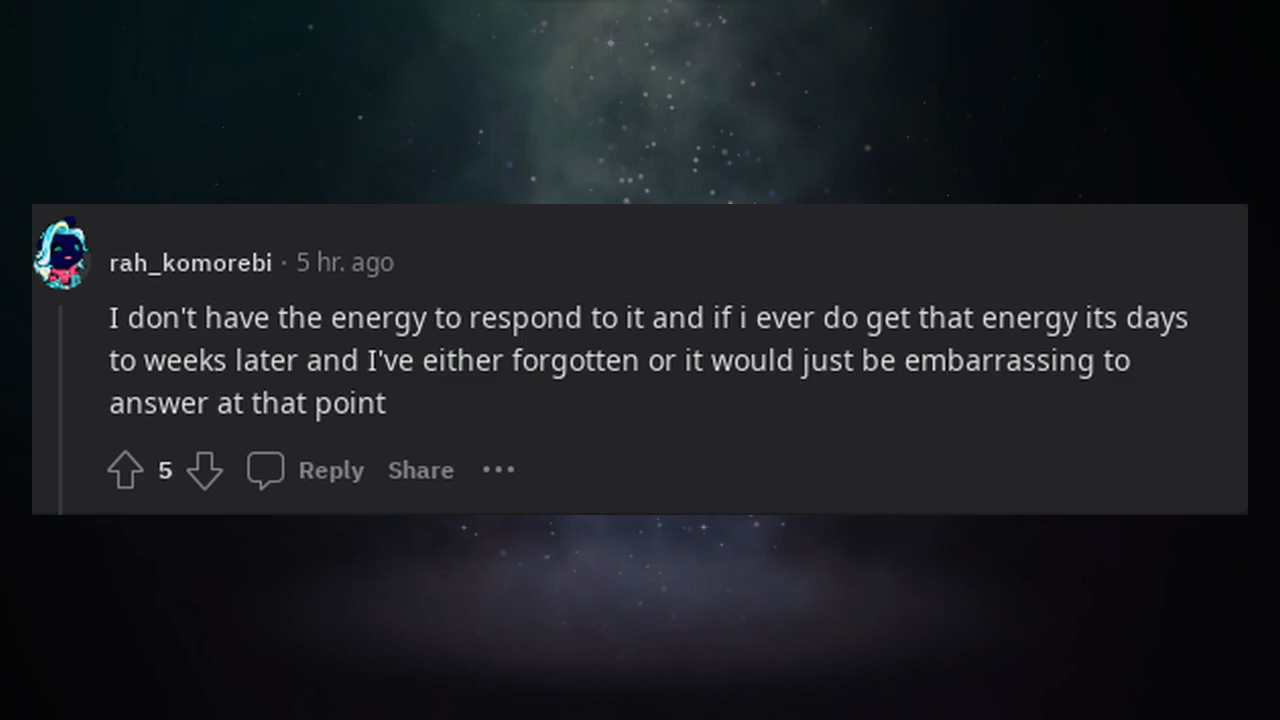 rah_komorebi · 5 hr. ago
I don't have the energy to respond to it and if i ever do get that energy its days
to weeks later and I've either forgotten or it would just be embarrassing to
answer at that point
5 Reply Share •••